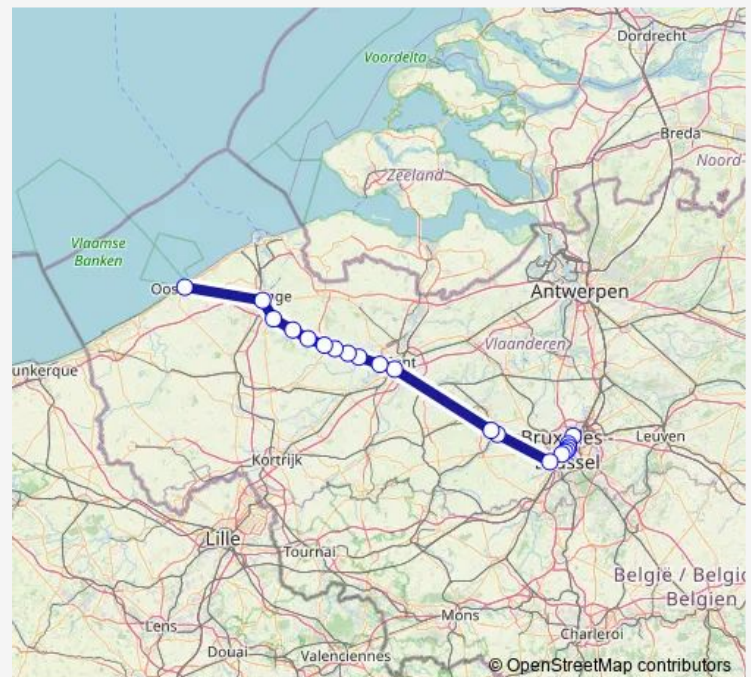 Dordrecht
Voordelta
Breda
Noord-
Zeeland
Vlaamse
Banken
Antwerpen
Vlaanderen
unkerque
Bruxelles -
Leuven
Kortrijk
Lille
Tournai
België / Belgiq
Belgien
Mons
Lens
Charleroi
Douai
Valenciennes
© OpenStreetMap contributors